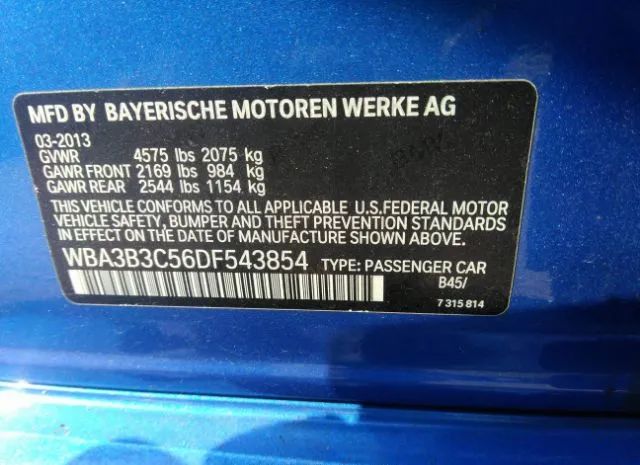 MFD BY BAYERISCHE MOTOREN WERKE AG
03-2013
GVWR 4575 lbs 2075 kg
GAWR FRONT 2169 lbs 984 kg
GAWR REAR 2544 lbs 1154 kg
THIS VEHICLE CONFORMS TO ALL APPLICABLE U.S.FEDERAL MOTOR
VEHICLE SAFETY, BUMPER AND THEFT PREVENTION STANDARDS
IN EFFECT ON THE DATE OF MANUFACTURE SHOWN ABOVE.
WBA3B3C56DF543854 TYPE: PASSENGER CAR
B45/
7 315 814